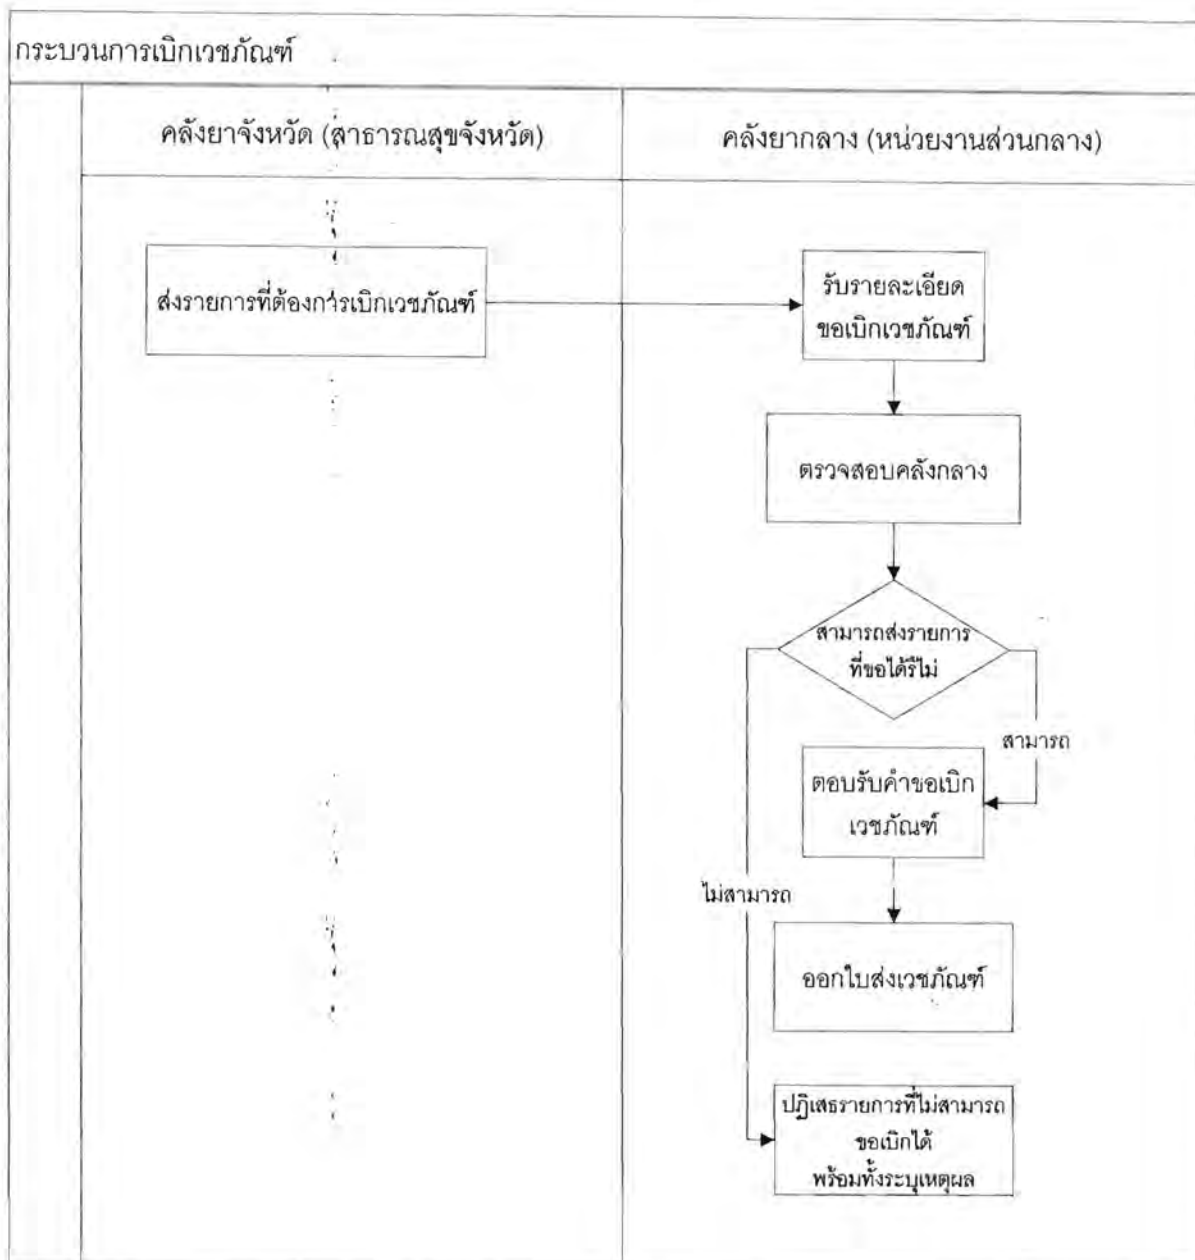 กระบวนการเบิกเวชภัณฑ์
คลังยาจังหวัด (สาธารณสุขจังหวัด)
คลังยากลาง (หน่วยงานส่วนกลาง)
ส่งรายการที่ต้องการเบิกเวชภัณฑ์
รับรายละเอียด
ขอเบิกเวชภัณฑ์
ตรวจสอบคลังกลาง
สามารถส่งรายการ
ที่ขอได้รึไม่
สามารถ
ตอบรับคำขอเบิก
เวชภัณฑ์
ไม่สามารถ
ออกใบส่งเวชภัณฑ์
ปฏิเสธรายการที่ไม่สามารถ
ขอเบิกได้
พร้อมทั้งระบุเหตุผล